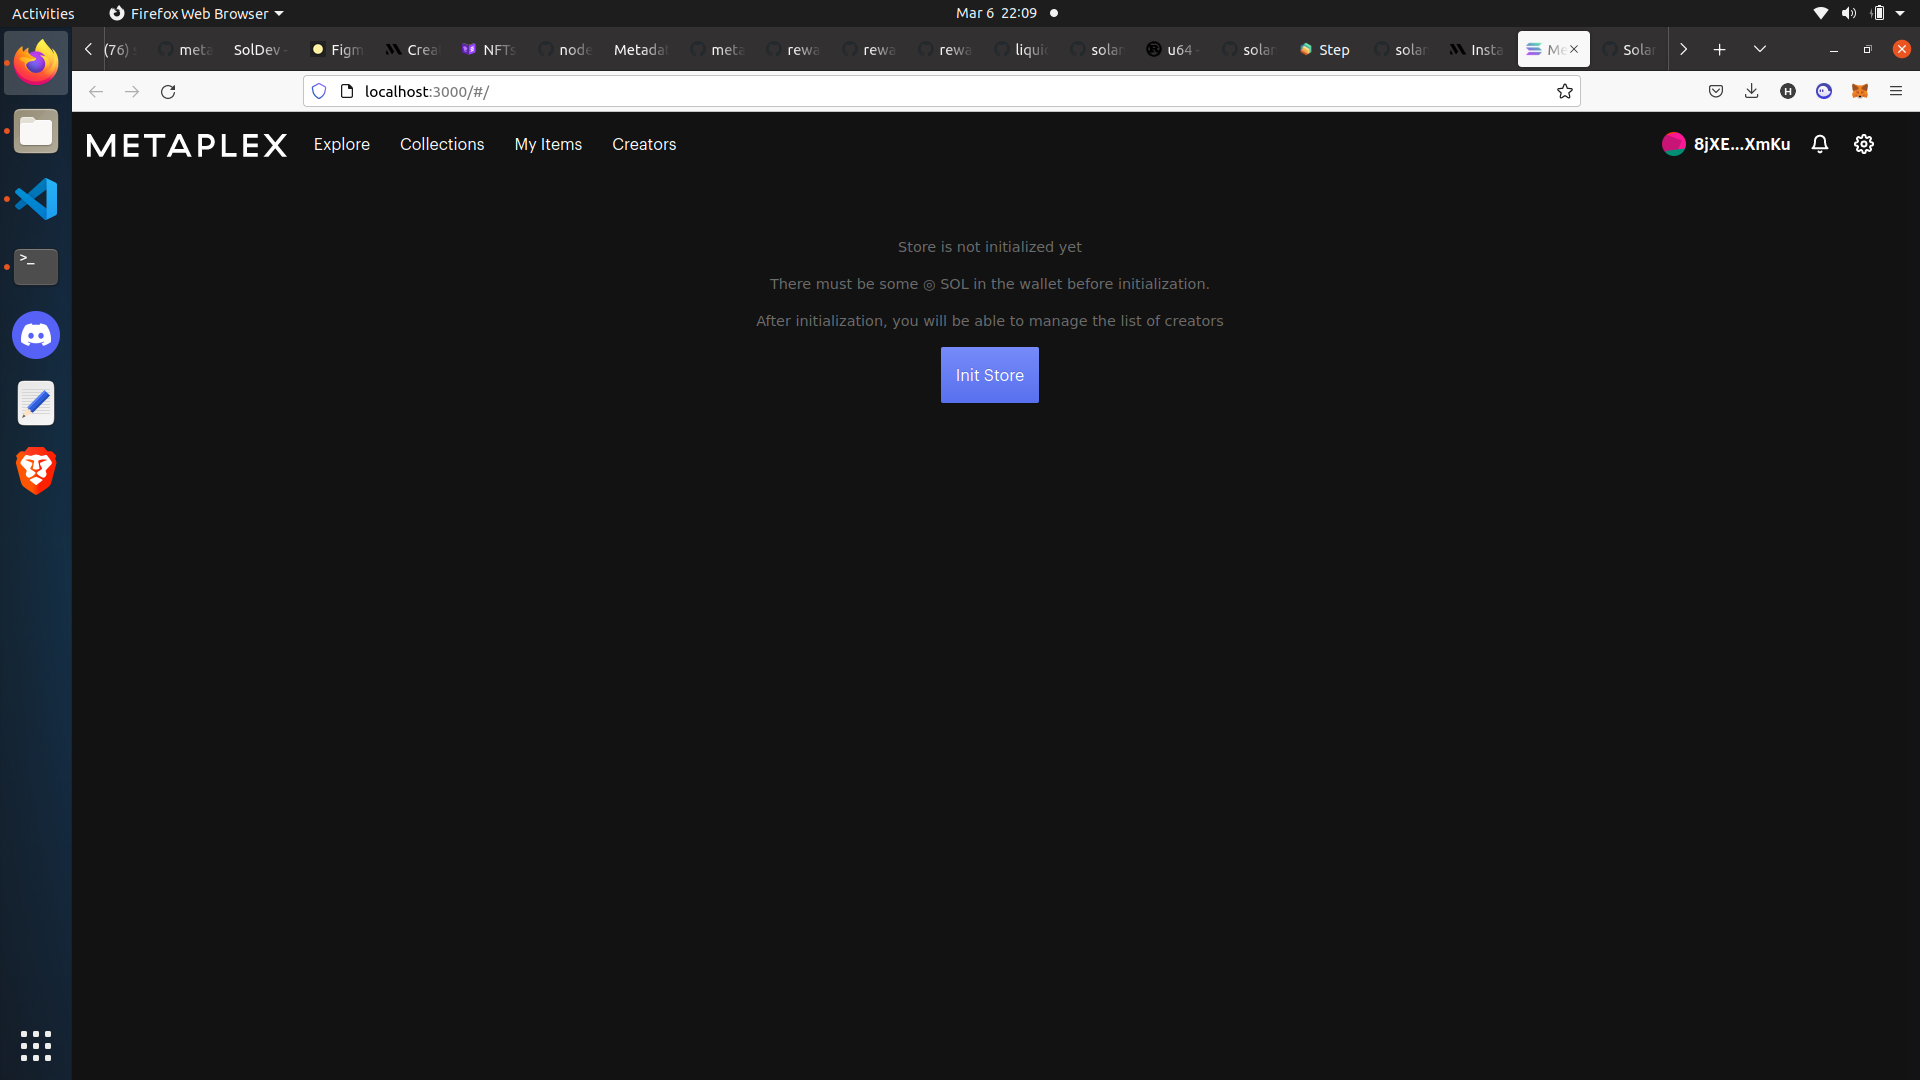 Activities
Firefox Web Browser
Mar 6 22:09
(76)
meta
SolDev -
Figm
Crea
NFTs
node
Metadat
meta
rewa
rewa
rewa
liquid
solar
u64 -
solar
Step
solar
Insta
Me
Solar
localhost:3000/#/
METAPLEX
Explore
Collections
My Items
Creators
8jXE...XmKu
Store is not initialized yet
There must be some ◎ SOL in the wallet before initialization.
After initialization, you will be able to manage the list of creators
Init Store